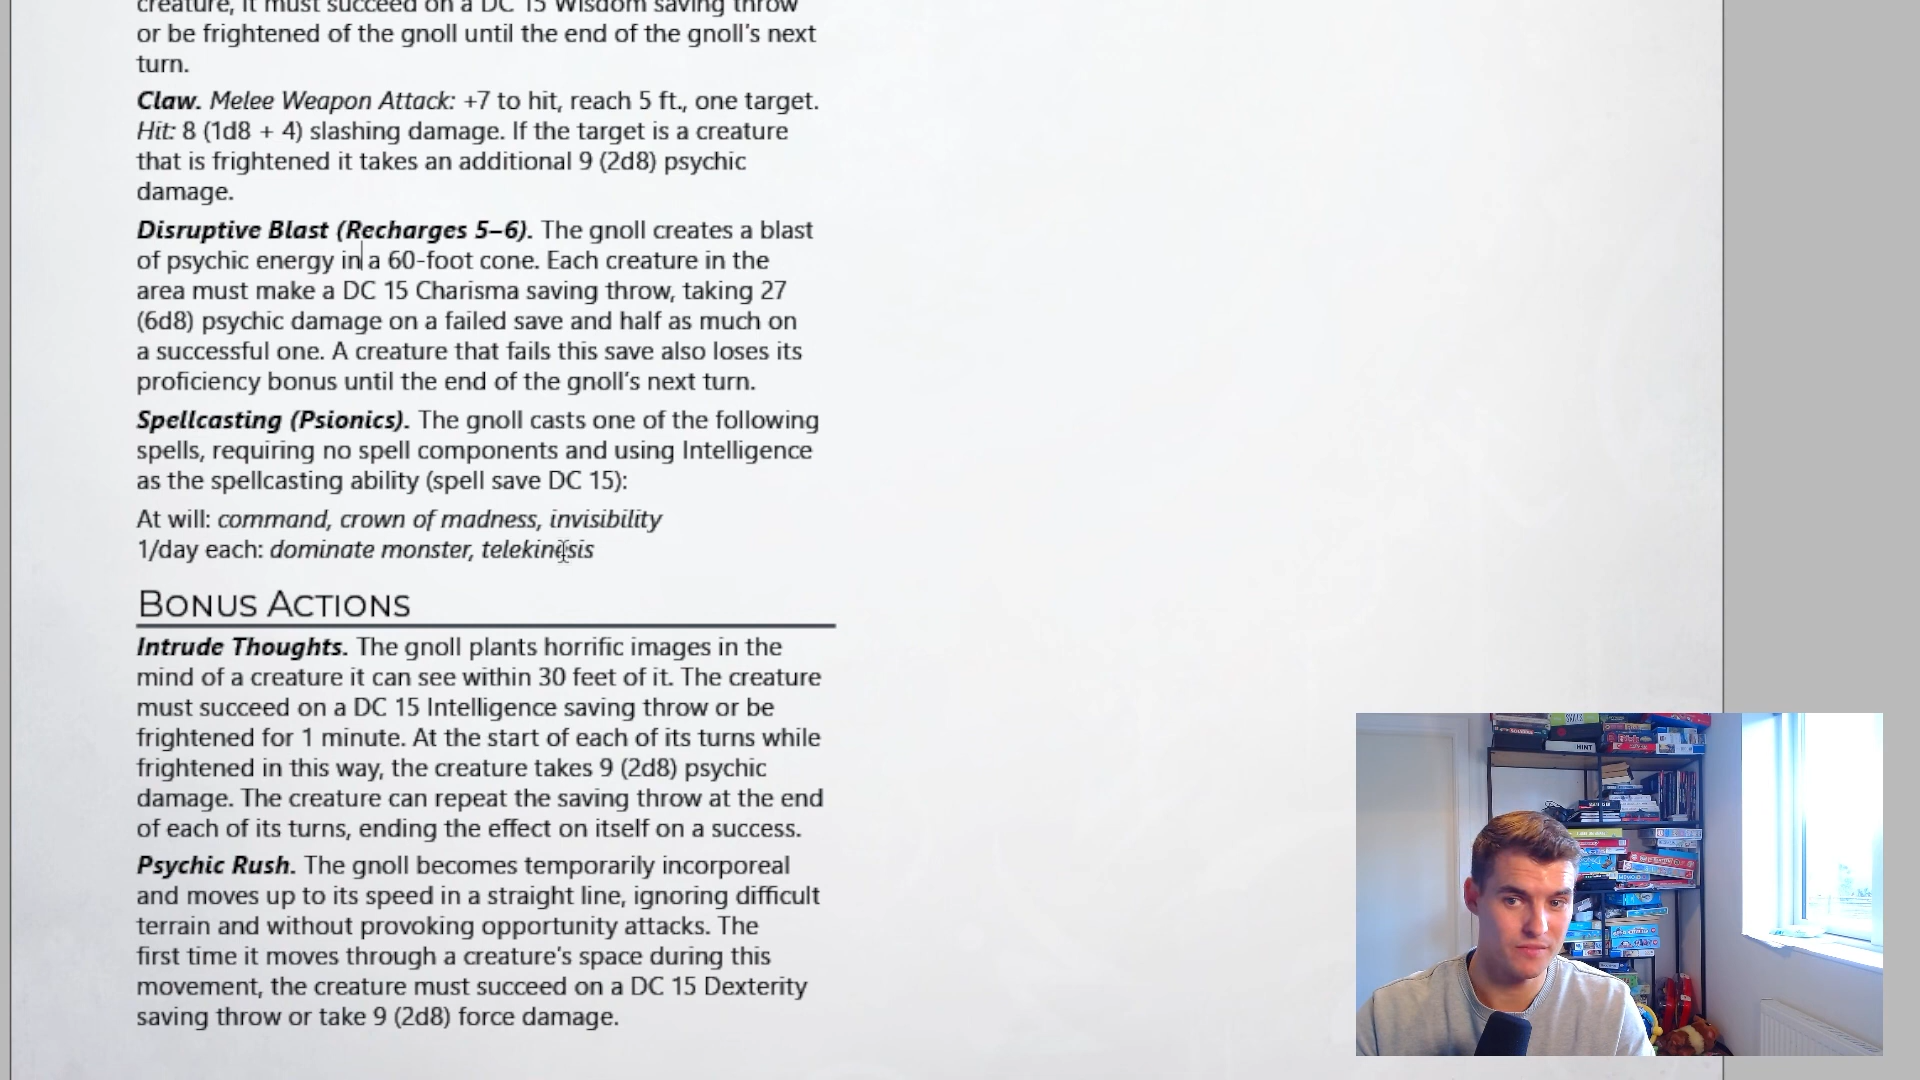 creature, it must succeed on a DC 15 Wisdom saving throw
or be frightened of the gnoll until the end of the gnoll's next
turn.
Claw. Melee Weapon Attack: +7 to hit, reach 5 ft., one target.
Hit: 8 (1d8 + 4) slashing damage. If the target is a creature
that is frightened it takes an additional 9 (2d8) psychic
damage.
Disruptive Blast (Recharges 5–6). The gnoll creates a blast
of psychic energy in a 60-foot cone. Each creature in the
area must make a DC 15 Charisma saving throw, taking 27
(6d8) psychic damage on a failed save and half as much on
a successful one. A creature that fails this save also loses its
proficiency bonus until the end of the gnoll's next turn.
Spellcasting (Psionics). The gnoll casts one of the following
spells, requiring no spell components and using Intelligence
as the spellcasting ability (spell save DC 15):
At will: command, crown of madness, invisibility
1/day each: dominate monster, telekinesis
BONUS ACTIONS
Intrude Thoughts. The gnoll plants horrific images in the
mind of a creature it can see within 30 feet of it. The creature
must succeed on a DC 15 Intelligence saving throw or be
frightened for 1 minute. At the start of each of its turns while
frightened in this way, the creature takes 9 (2d8) psychic
damage. The creature can repeat the saving throw at the end
of each of its turns, ending the effect on itself on a success.
Psychic Rush. The gnoll becomes temporarily incorporeal
and moves up to its speed in a straight line, ignoring difficult
terrain and without provoking opportunity attacks. The
first time it moves through a creature's space during this
movement, the creature must succeed on a DC 15 Dexterity
saving throw or take 9 (2d8) force damage.
HINT